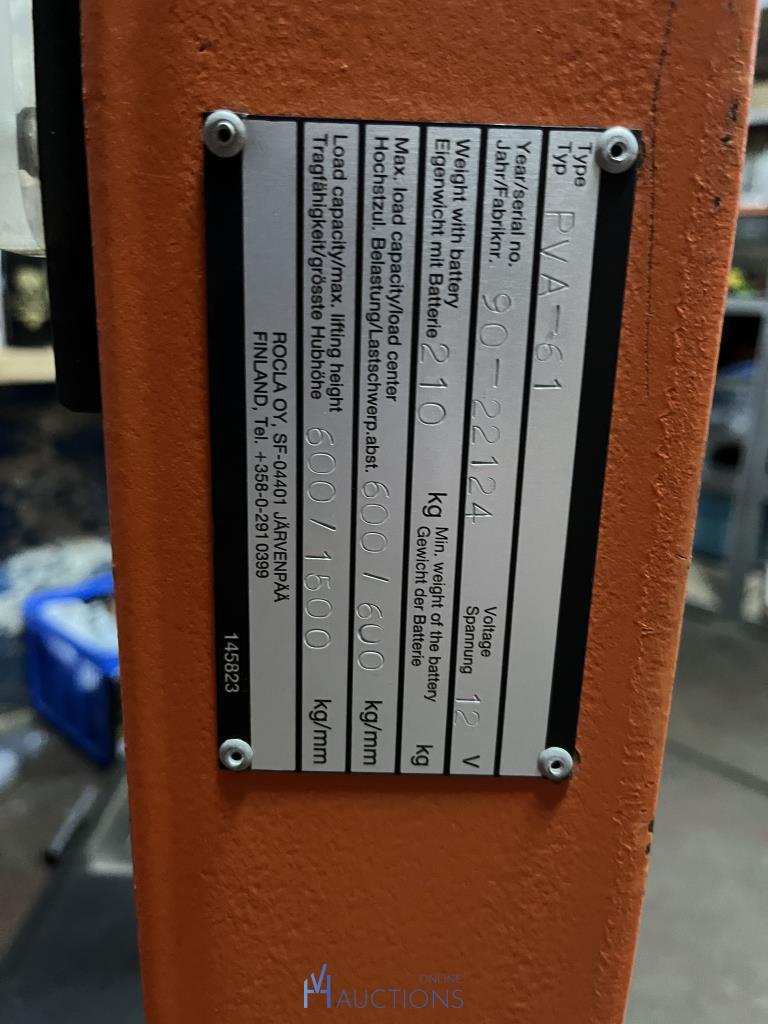 Type
Typ PVA-61
Year/serial no.
Jahr/Fabriknr. 90-22124 Voltage
Spannung 12 V
Weight with battery
Eigenwicht mit Batterie 210 kg Min. weight of the battery
Gewicht der Batterie kg
Max. load capacity/load center
Hochstzul. Belastung/Lastschwerp.abst. 600 / 600 kg/mm
Load capacity/max. lifting height
Tragfähigkeit/grösste Hubhöhe 600 / 1500 kg/mm
ROCLA OY, SF-04401 JÄRVENPÄÄ
FINLAND, Tel. +358-0-291 0399
145823
ONLINE
VH AUCTIONS